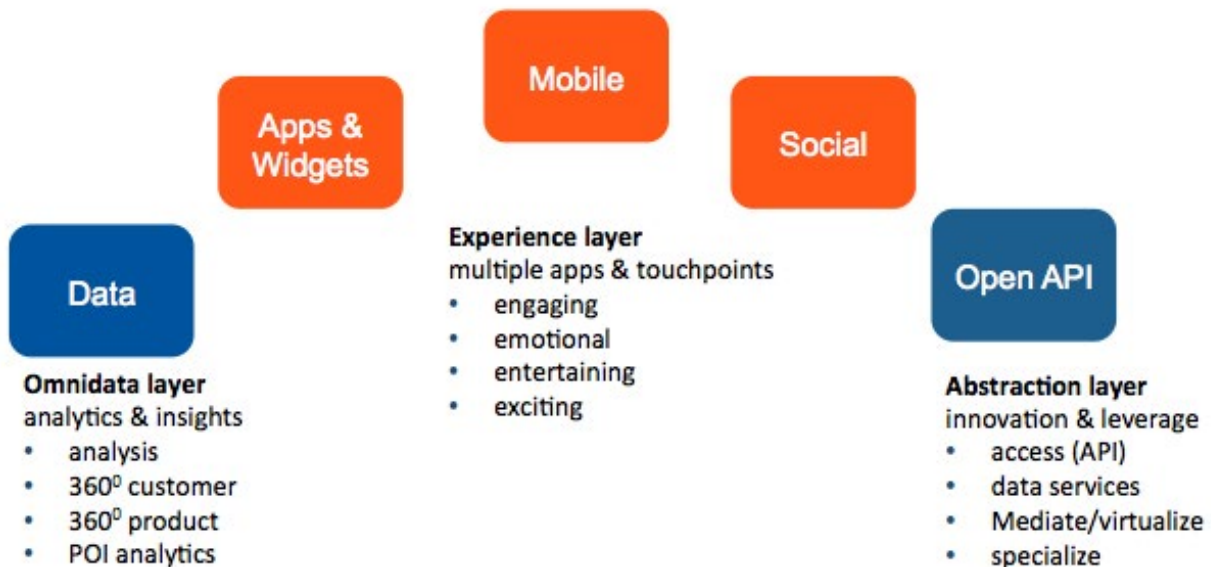 Mobile
Apps &
Widgets
Social
Data
Open API
Experience layer
multiple apps & touchpoints
• engaging
• emotional
• entertaining
• exciting
Omnidata layer
analytics & insights
• analysis
• 360⁰ customer
• 360⁰ product
• POI analytics
Abstraction layer
innovation & leverage
• access (API)
• data services
• Mediate/virtualize
• specialize